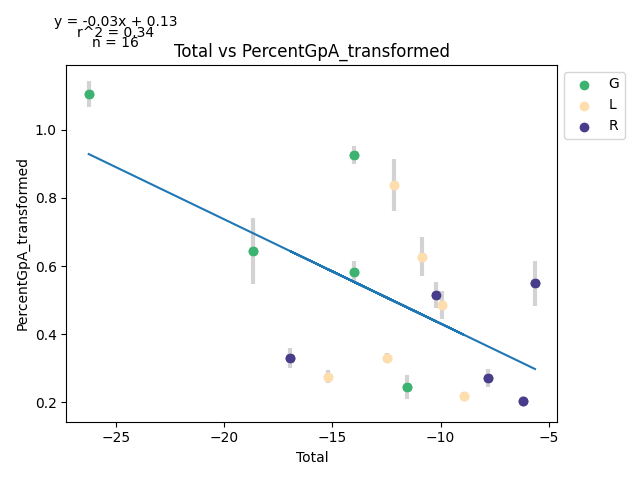 y = -0.03x + 0.13
r^2 = 0.34
n = 16
Total vs PercentGpA_transformed
G
L
R
PercentGpA_transformed
1.0
0.8
0.6
0.4
0.2
−25
−20
−15
−10
−5
Total